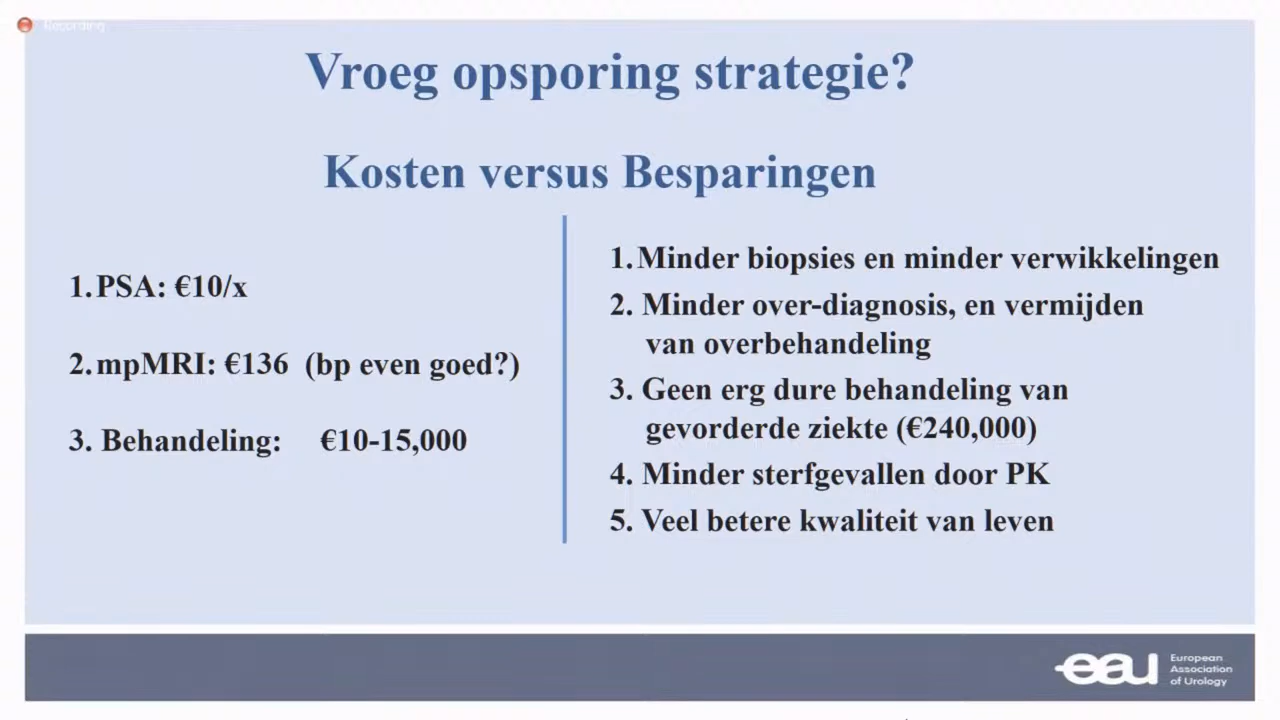 Recording
Vroeg opsporing strategie?
Kosten versus Besparingen
1. PSA: €10/x
2. mpMRI: €136 (bp even goed?)
3. Behandeling: €10-15,000
1. Minder biopsies en minder verwikkelingen
2. Minder over-diagnosis, en vermijden
van overbehandeling
3. Geen erg dure behandeling van
gevorderde ziekte (€240,000)
4. Minder sterfgevallen door PK
5. Veel betere kwaliteit van leven
eau
European
Association
of Urology